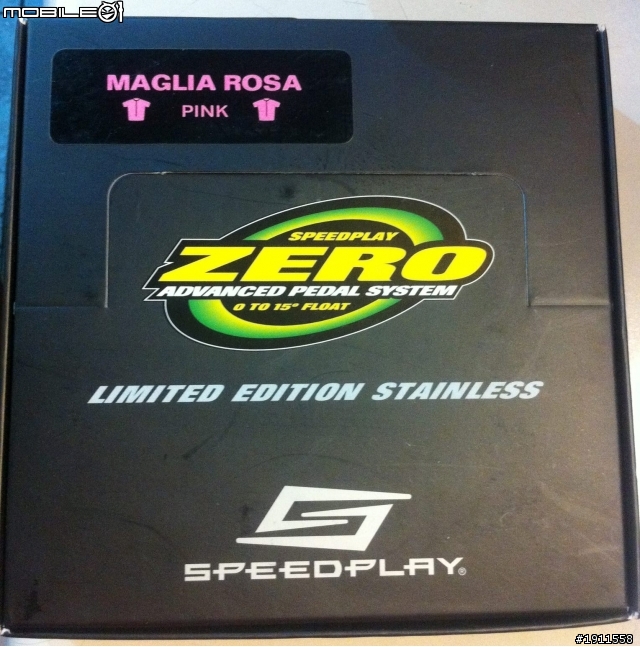 MOBILE01
MAGLIA ROSA
PINK
SPEEDPLAY
ZERO
ADVANCED PEDAL SYSTEM
0 TO 15° FLOAT
LIMITED EDITION STAINLESS
SPEEDPLAY®
#1911558